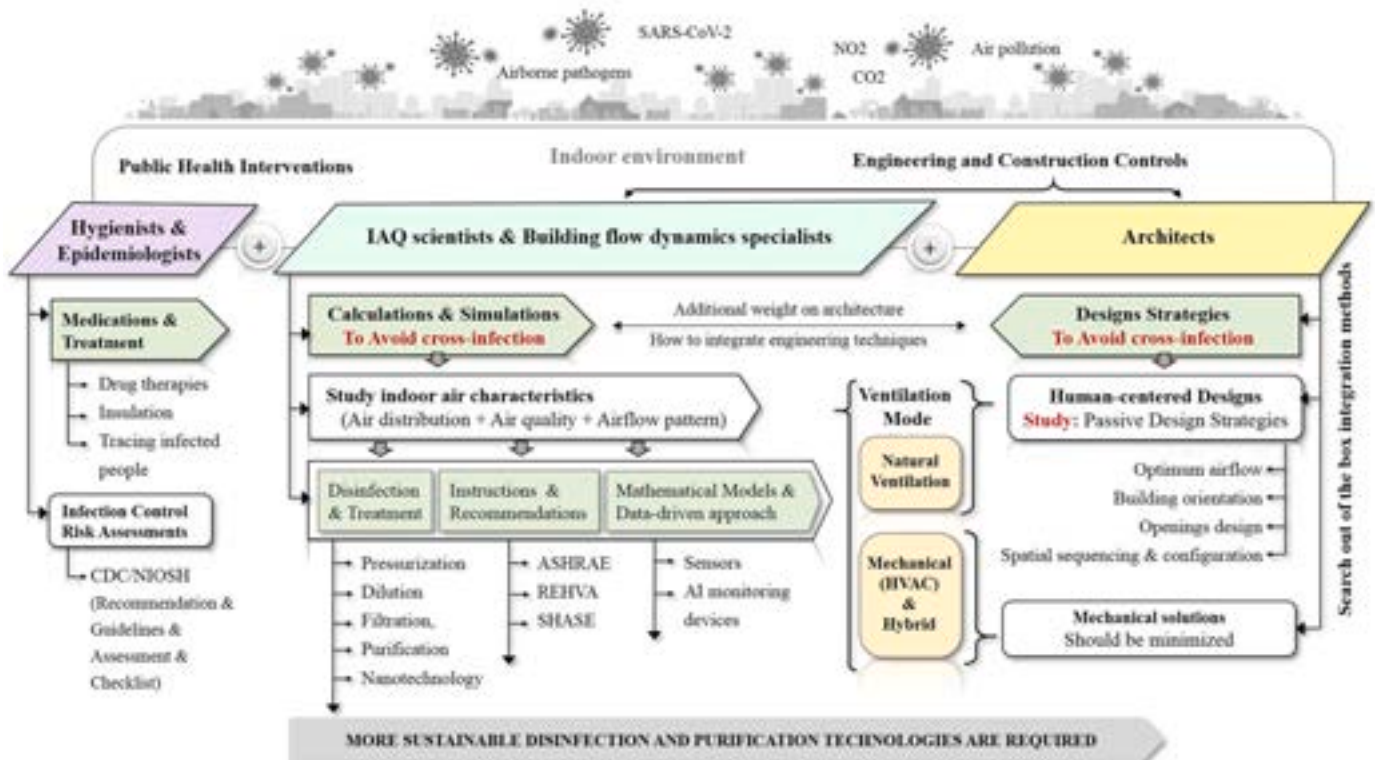 SARS-CoV-2
NO2
Air pollution
Airborne pathogens
CO2
Public Health Interventions
Indoor environment
Engineering and Construction Controls
Hygienists &
Epidemiologists
+
IAQ scientists & Building flow dynamics specialists
+
Architects
Medications &
Treatment
Drug therapies
Insulation
Tracing infected
people
Infection Control
Risk Assessments
CDC/NIOSH
(Recommendation &
Guidelines &
Assessment &
Checklist)
Calculations & Simulations
To Avoid cross-infection
Additional weight on architecture
How to integrate engineering techniques
Designs Strategies
To Avoid cross-infection
Study indoor air characteristics
(Air distribution + Air quality + Airflow pattern)
Disinfection
& Treatment
Instructions &
Recommendations
Mathematical Models &
Data-driven approach
Pressurization
Dilution
Filtration,
Purification
Nanotechnology
ASHRAE
REHVA
SHASE
Sensors
AI monitoring
devices
Ventilation
Mode
Natural
Ventilation
Mechanical
(HVAC)
&
Hybrid
Human-centered Designs
Study: Passive Design Strategies
Optimum airflow
Building orientation
Openings design
Spatial sequencing & configuration
Mechanical solutions
Should be minimized
Search out of the box integration methods
MORE SUSTAINABLE DISINFECTION AND PURIFICATION TECHNOLOGIES ARE REQUIRED